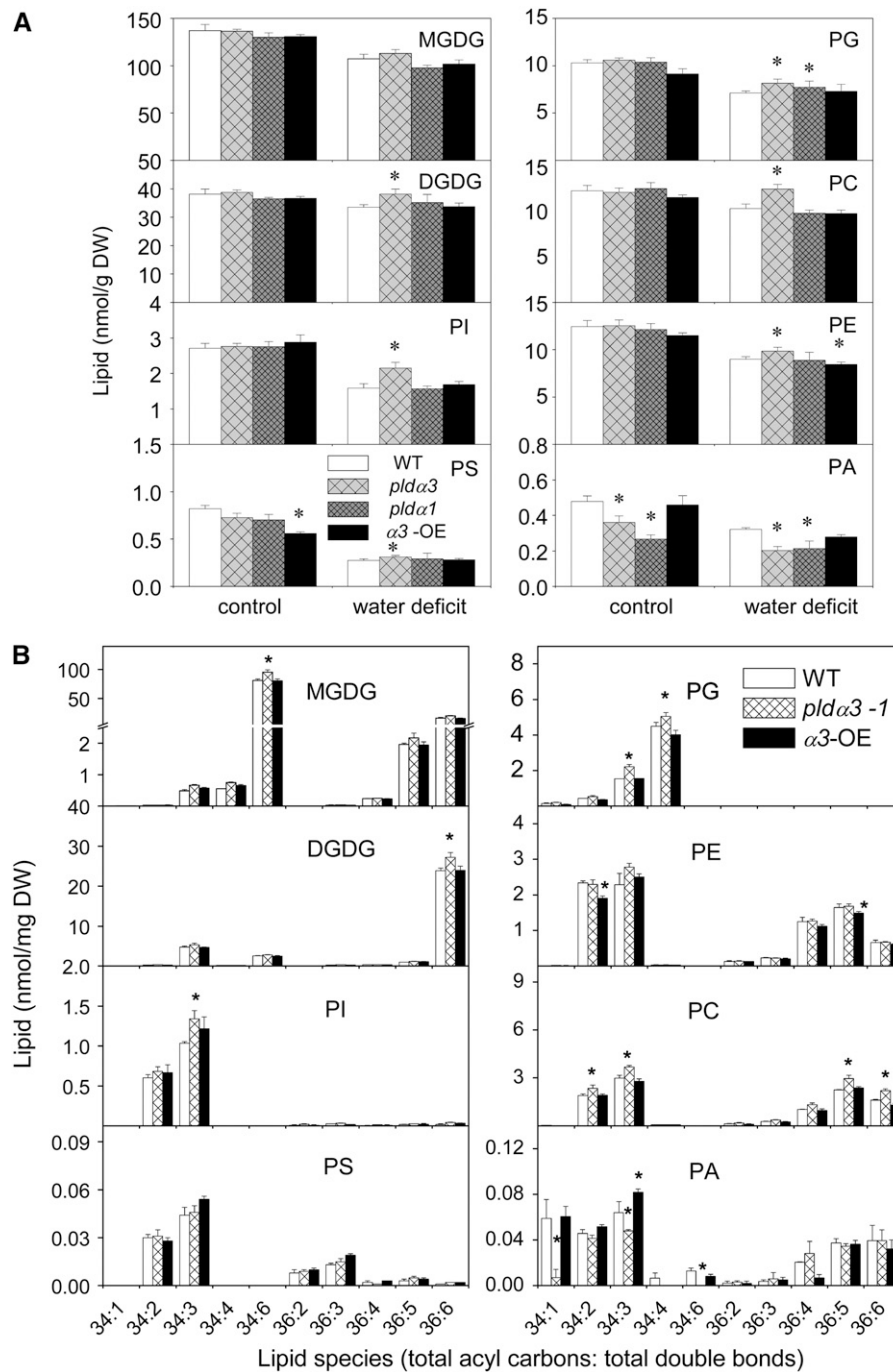 A
Lipid (nmol/g DW)
150
100
50
MGDG
40
30
20
10
DGDG
4
3
2
1
PI
*
1.5
1.0
0.5
0.0
PS
WT
pldα3
pldα1
α3 -OE
*
*
*
control
water deficit
15
10
5
PG
* *
15
10
5
PC
*
15
10
5
PE
* *
0.8
0.6
0.4
0.2
0.0
PA
* *
* *
control
water deficit
B
Lipid (nmol/mg DW)
100
50
2
1
MGDG
*
40
30
20
10
DGDG
*
2.0
1.5
1.0
0.5
PI
*
0.09
0.06
0.03
0.00
PS
34:1 34:2 34:3 34:4 34:6 36:2 36:3 36:4 36:5 36:6
8
6
4
2
PG
* *
WT
pldα3 -1
α3-OE
4
3
2
1
PE
* *
9
6
3
PC
* * * *
0.12
0.08
0.04
0.00
PA
* * * *
34:1 34:2 34:3 34:4 34:6 36:2 36:3 36:4 36:5 36:6
Lipid species (total acyl carbons: total double bonds)